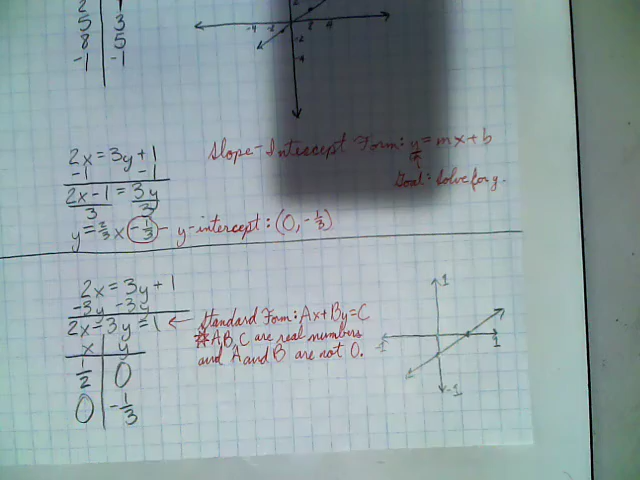 2
5 3
8 5
-1 -1
-4 -2 2 4
2
-2
-4
2x = 3y + 1
-1 -1
2x - 1 = 3y
3 3
y = 2/3 x - 1/3 - y-intercept: (0, -1/3)
Slope-Intercept Form: y = mx + b
Goal: Solve for y.
2x = 3y + 1
-3y -3y
2x - 3y = 1 ← Standard Form: Ax + By = C
*A, B, C are real numbers
and A and B are not 0.
x y
1/2 0
0 -1/3
1
-1 1
-1